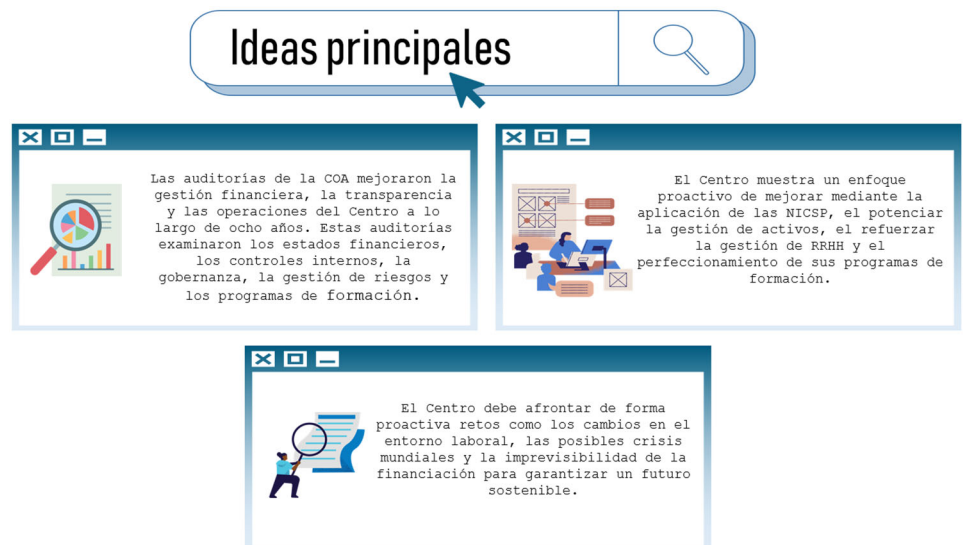 Ideas principales
Las auditorías de la COA mejoraron la
gestión financiera, la transparencia
y las operaciones del Centro a lo
largo de ocho años. Estas auditorías
examinaron los estados financieros,
los controles internos, la
gobernanza, la gestión de riesgos y
los programas de formación.
El Centro muestra un enfoque
proactivo de mejorar mediante la
aplicación de las NICSP, el potenciar
la gestión de activos, el refuerzar
la gestión de RRHH y el
perfeccionamiento de sus programas de
formación.
El Centro debe afrontar de forma
proactiva retos como los cambios en el
entorno laboral, las posibles crisis
mundiales y la imprevisibilidad de la
financiación para garantizar un futuro
sostenible.